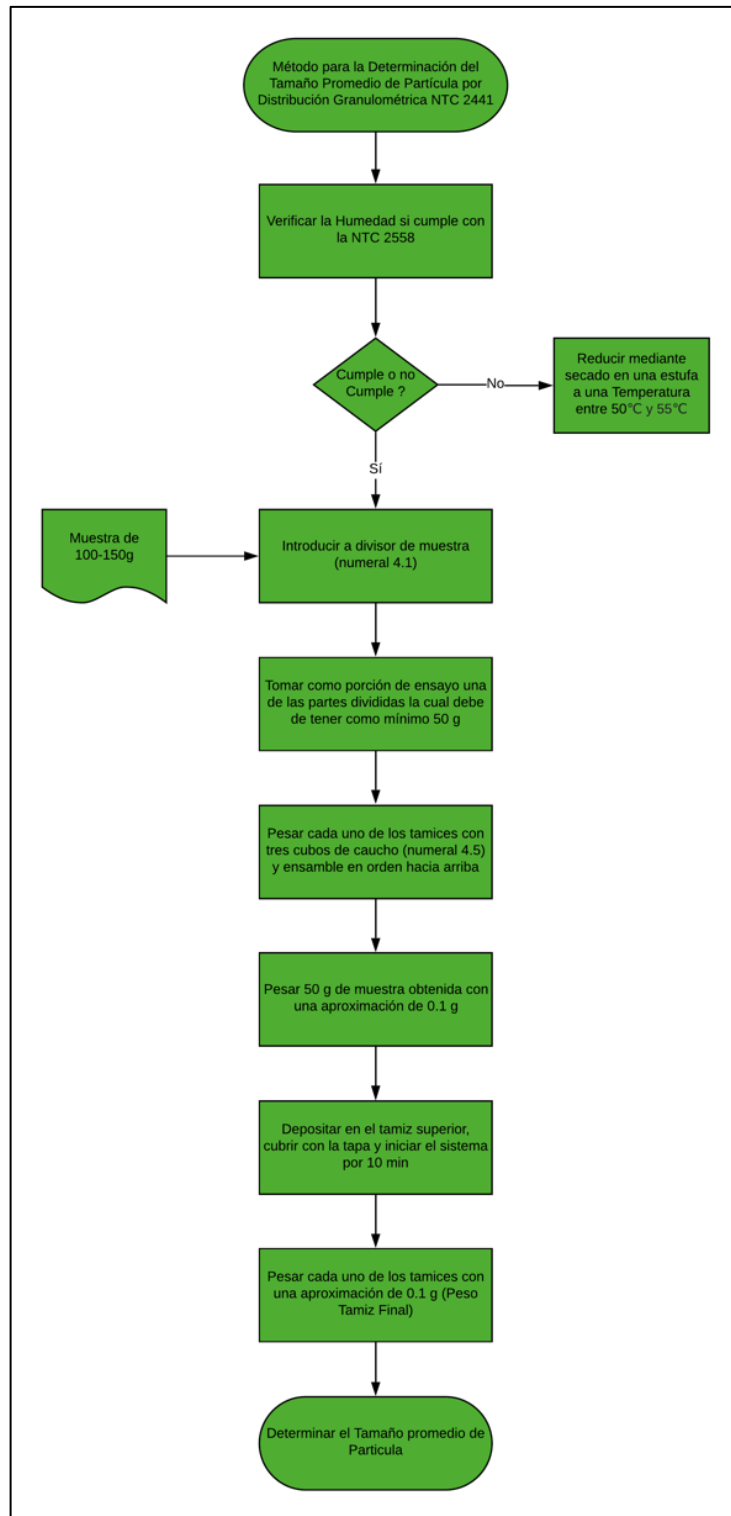 Método para la Determinación del
Tamaño Promedio de Partícula por
Distribución Granulométrica NTC 2441
Verificar la Humedad si cumple con
la NTC 2558
Cumple o no
Cumple ?
No
Reducir mediante
secado en una estufa
a una Temperatura
entre 50℃ y 55℃
Sí
Muestra de
100-150g
Introducir a divisor de muestra
(numeral 4.1)
Tomar como porción de ensayo una
de las partes divididas la cual debe
de tener como mínimo 50 g
Pesar cada uno de los tamices con
tres cubos de caucho (numeral 4.5)
y ensamble en orden hacia arriba
Pesar 50 g de muestra obtenida con
una aproximación de 0.1 g
Depositar en el tamiz superior,
cubrir con la tapa y iniciar el sistema
por 10 min
Pesar cada uno de los tamices con
una aproximación de 0.1 g (Peso
Tamiz Final)
Determinar el Tamaño promedio de
Particula